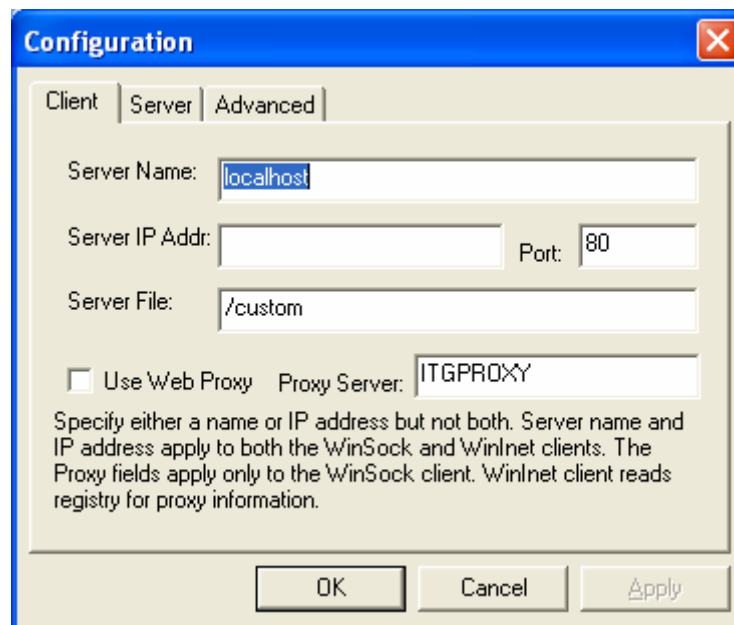 Configuration
Client Server Advanced
Server Name: localhost
Server IP Addr: Port: 80
Server File: /custom
Use Web Proxy Proxy Server: ITGPROXY
Specify either a name or IP address but not both. Server name and
IP address apply to both the WinSock and WinInet clients. The
Proxy fields apply only to the WinSock client. WinInet client reads
registry for proxy information.
OK Cancel Apply